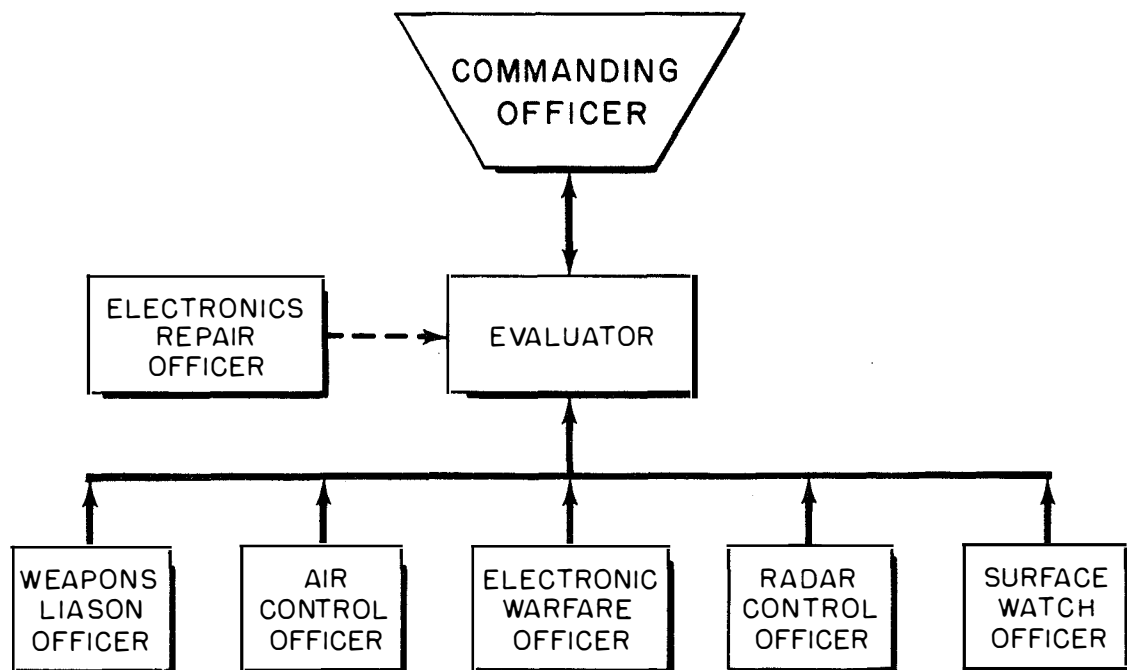 COMMANDING
OFFICER
ELECTRONICS
REPAIR
OFFICER
EVALUATOR
WEAPONS
LIASON
OFFICER
AIR
CONTROL
OFFICER
ELECTRONIC
WARFARE
OFFICER
RADAR
CONTROL
OFFICER
SURFACE
WATCH
OFFICER